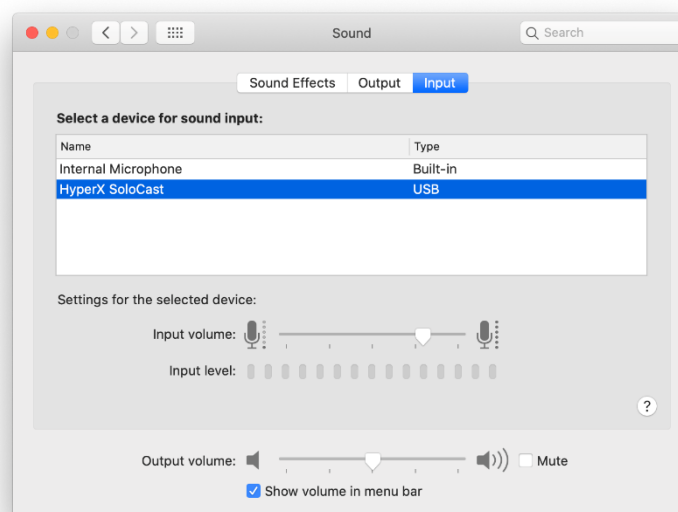 Sound
Search
Sound Effects Output Input
Select a device for sound input:
Name Type
Internal Microphone Built-in
HyperX SoloCast USB
Settings for the selected device:
Input volume:
Input level:
?
Output volume: Mute
Show volume in menu bar